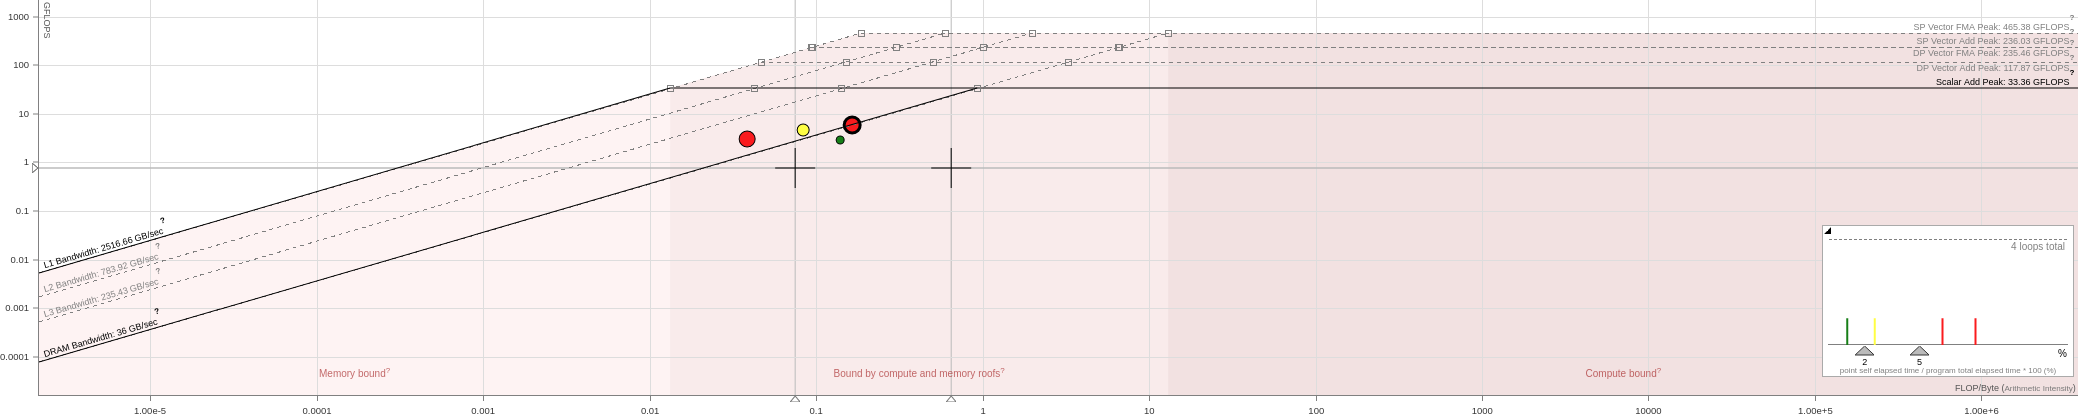 GFLOPS
1000
100
10
1
0.1
0.01
0.001
0.0001
?
SP Vector FMA Peak: 465.38 GFLOPS
?
SP Vector Add Peak: 236.03 GFLOPS
?
DP Vector FMA Peak: 235.46 GFLOPS
?
DP Vector Add Peak: 117.87 GFLOPS
?
Scalar Add Peak: 33.36 GFLOPS
?
L1 Bandwidth: 2516.66 GB/sec
?
L2 Bandwidth: 783.92 GB/sec
?
L3 Bandwidth: 235.43 GB/sec
?
DRAM Bandwidth: 36 GB/sec
4 loops total
2 5
%
point self elapsed time / program total elapsed time * 100 (%)
Memory bound? Bound by compute and memory roofs? Compute bound?
FLOP/Byte (Arithmetic Intensity)
1.00e-5 0.0001 0.001 0.01 0.1 1 10 100 1000 10000 1.00e+5 1.00e+6